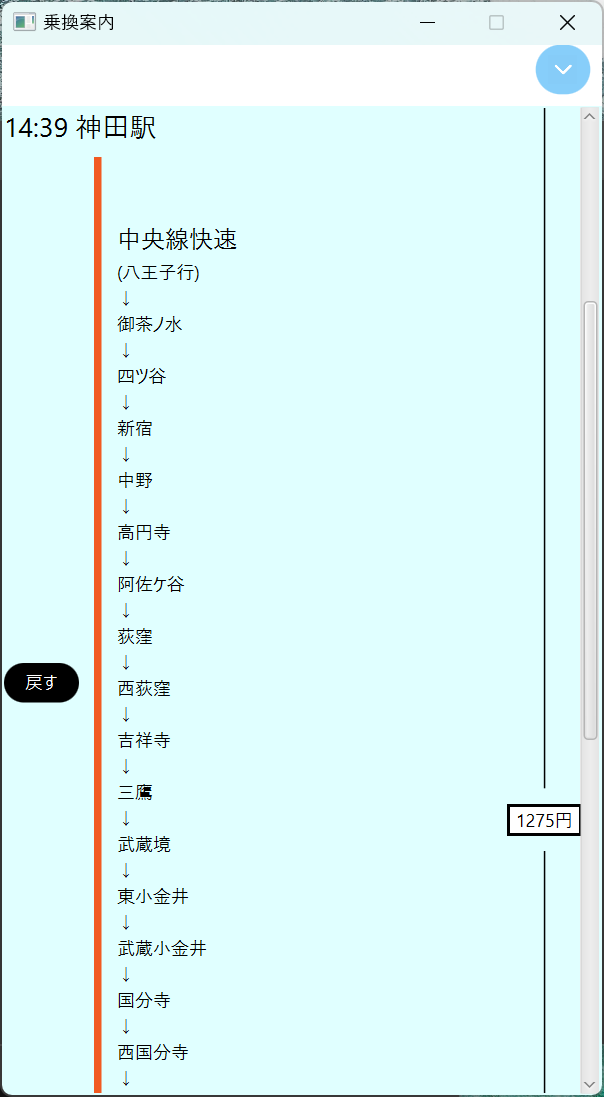 乗換案内
14:39 神田駅
中央線快速
(八王子行)
↓
御茶ノ水
↓
四ツ谷
↓
新宿
↓
中野
↓
高円寺
↓
阿佐ケ谷
↓
荻窪
↓
戻す
西荻窪
↓
吉祥寺
↓
三鷹
↓
1275円
武蔵境
↓
東小金井
↓
武蔵小金井
↓
国分寺
↓
西国分寺
↓